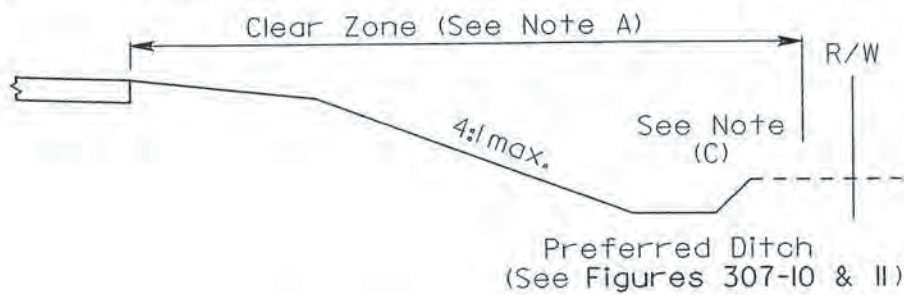 Clear Zone (See Note A)
R/W
4:1 max.
See Note
(C)
Preferred Ditch
(See Figures 307-10 & 11)